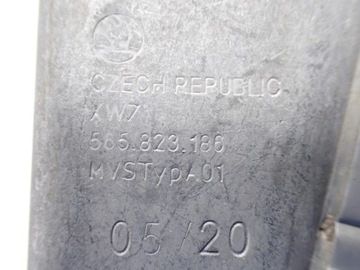 CZECH REPUBLIC
XW7
565.823.186
MVSTypA01
05/20